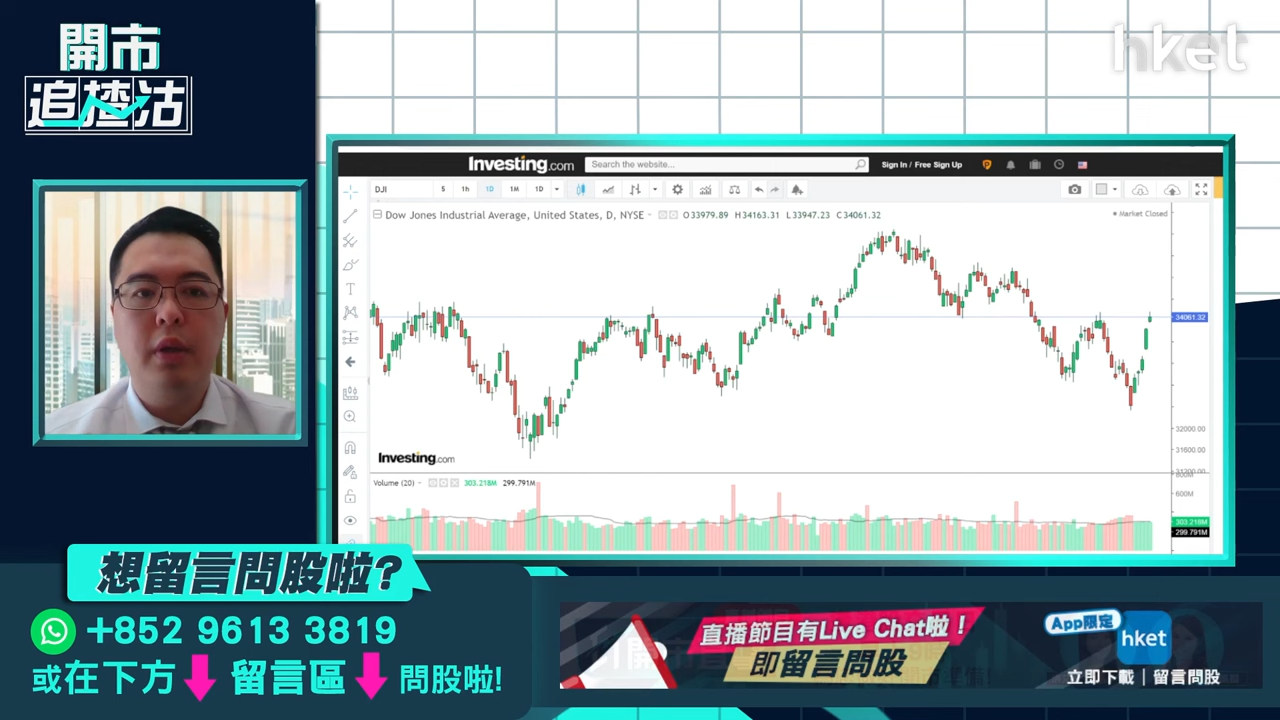 開市
追揸沽
hket
Investing.com
Search the website...
Sign In / Free Sign Up
DJI
5
1h
1D
1M
1D
Dow Jones Industrial Average, United States, D, NYSE
O33979.89 H34163.31 L33947.23 C34061.32
Market Closed
34061.32
32000.00
31600.00
Investing.com
Volume (20)
303.218M
299.791M
600M
303.218M
299.791M
想留言問股啦?
+852 9613 3819
或在下方
留言區
問股啦!
直播節目有Live Chat啦!
即留言問股
App限定
hket
立即下載｜留言問股